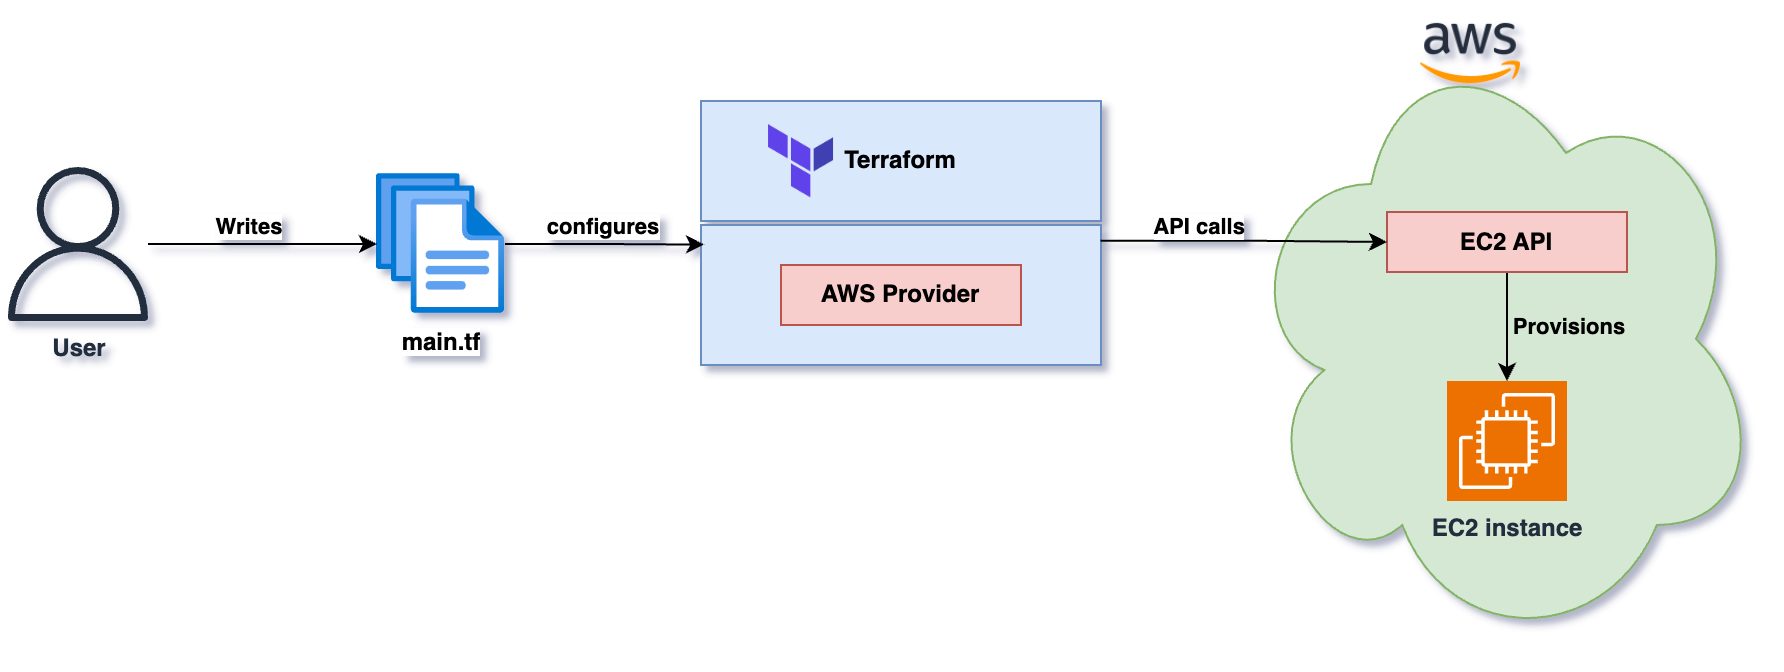 aws
Terraform
Writes
configures
API calls
EC2 API
AWS Provider
Provisions
main.tf
User
EC2 instance